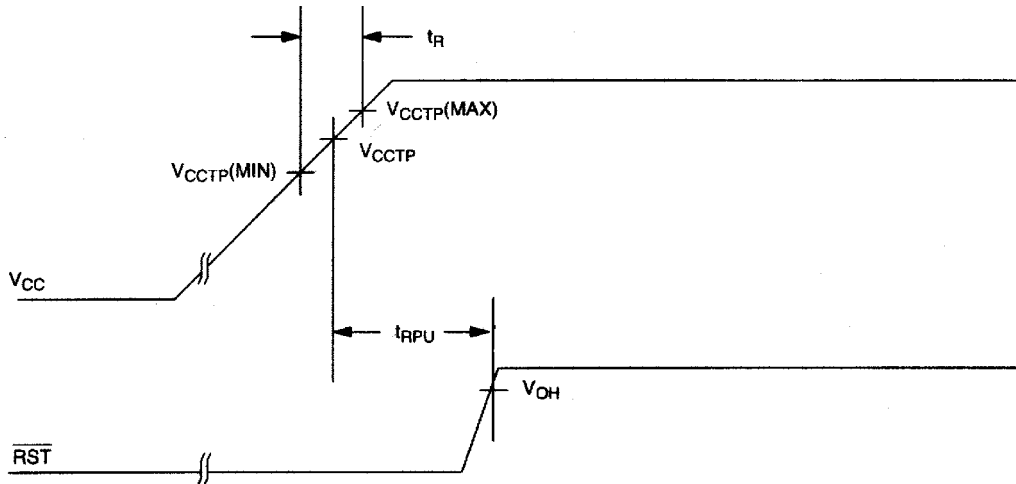 tR
VCCTP(MAX)
VCCTP
VCCTP(MIN)
VCC
tRPU
VOH
RST